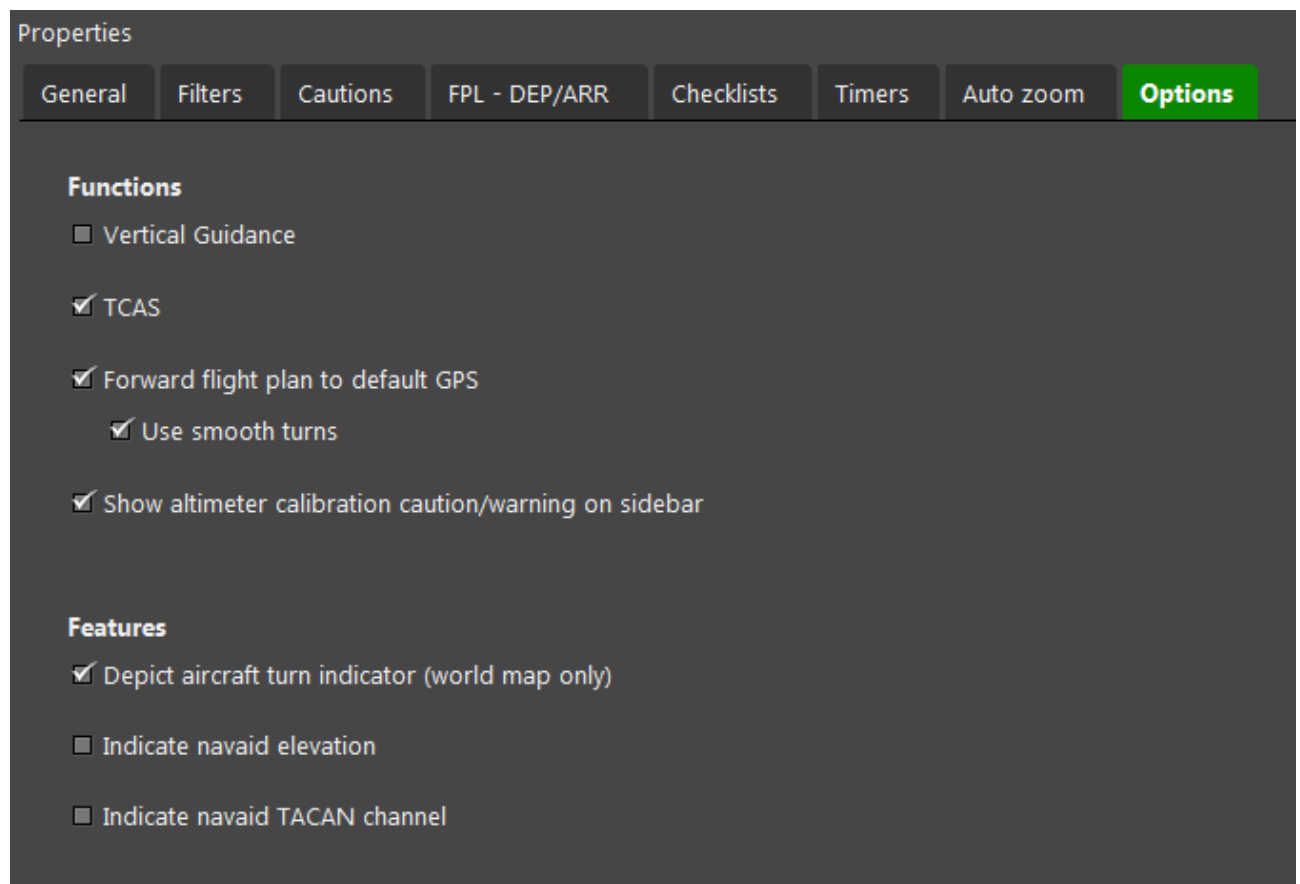 Properties
General Filters Cautions FPL - DEP/ARR Checklists Timers Auto zoom Options
Functions
Vertical Guidance
TCAS
Forward flight plan to default GPS
Use smooth turns
Show altimeter calibration caution/warning on sidebar
Features
Depict aircraft turn indicator (world map only)
Indicate navaid elevation
Indicate navaid TACAN channel